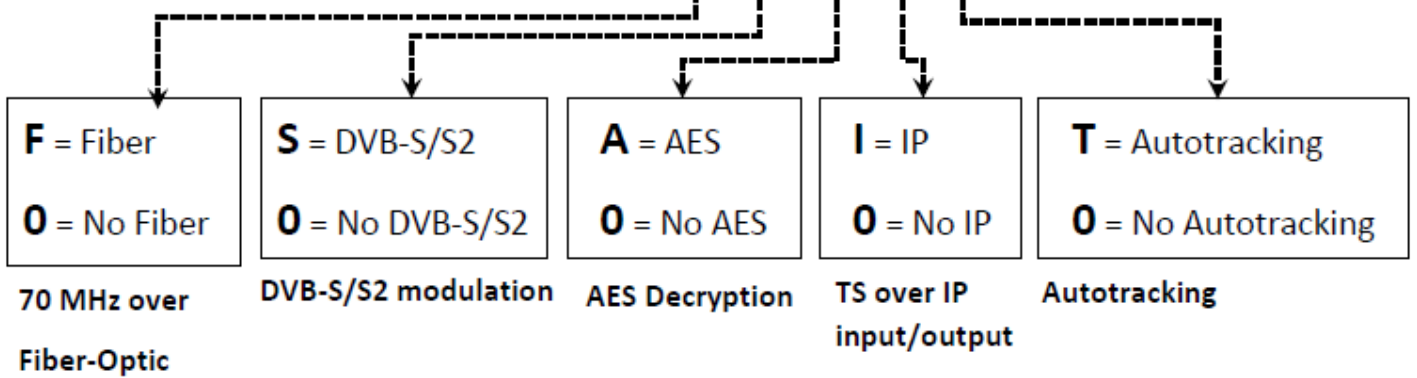 F = Fiber
0 = No Fiber
70 MHz over
Fiber-Optic
S = DVB-S/S2
0 = No DVB-S/S2
DVB-S/S2 modulation
A = AES
0 = No AES
AES Decryption
I = IP
0 = No IP
TS over IP
input/output
T = Autotracking
0 = No Autotracking
Autotracking